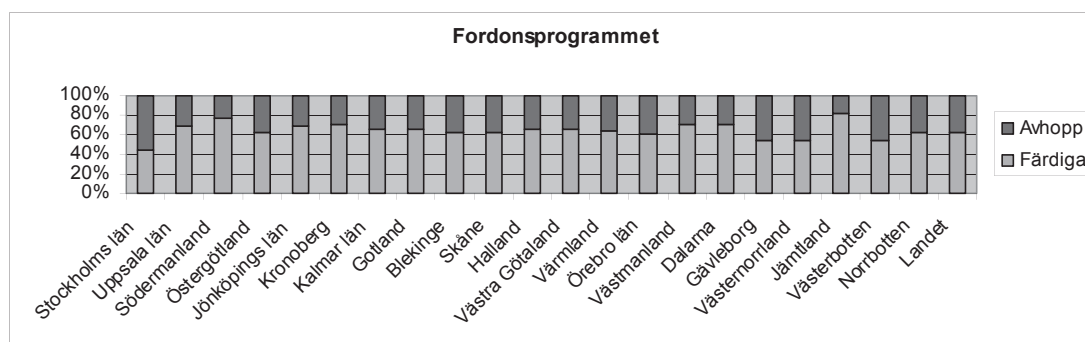 Fordonsprogrammet
100%
80%
60%
40%
20%
0%
Avhopp
Färdiga
Stockholms län
Uppsala län
Södermanland
Östergötland
Jönköpings län
Kronoberg
Kalmar län
Gotland
Blekinge
Skåne
Halland
Västra Götaland
Värmland
Örebro län
Västmanland
Dalarna
Gävleborg
Västernorrland
Jämtland
Västerbotten
Norrbotten
Landet